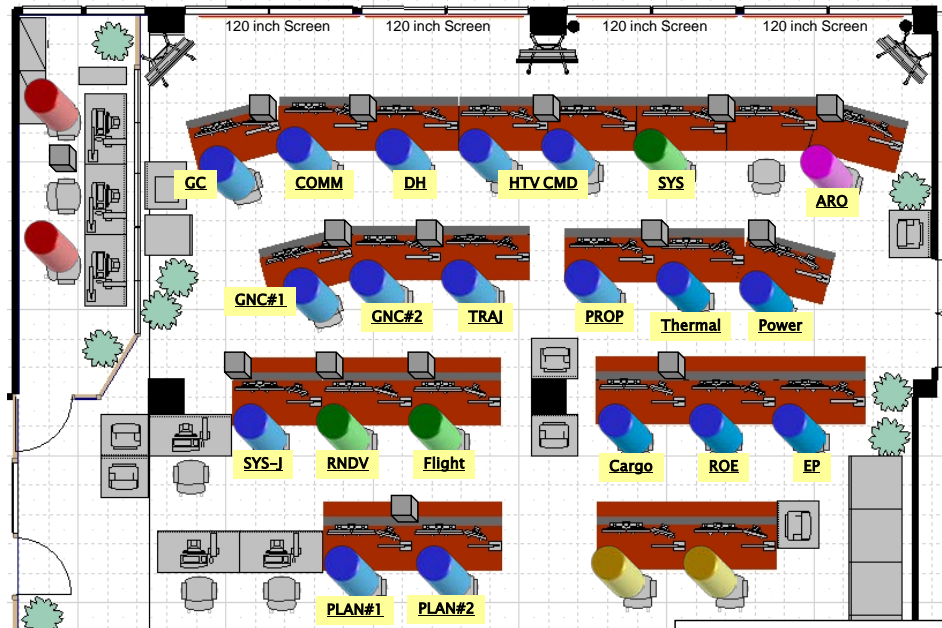 120 inch Screen
120 inch Screen
120 inch Screen
120 inch Screen
GC
COMM
DH
HTV CMD
SYS
ARO
GNC#1
GNC#2
TRAJ
PROP
Thermal
Power
SYS-J
RNDV
Flight
Cargo
ROE
EP
PLAN#1
PLAN#2